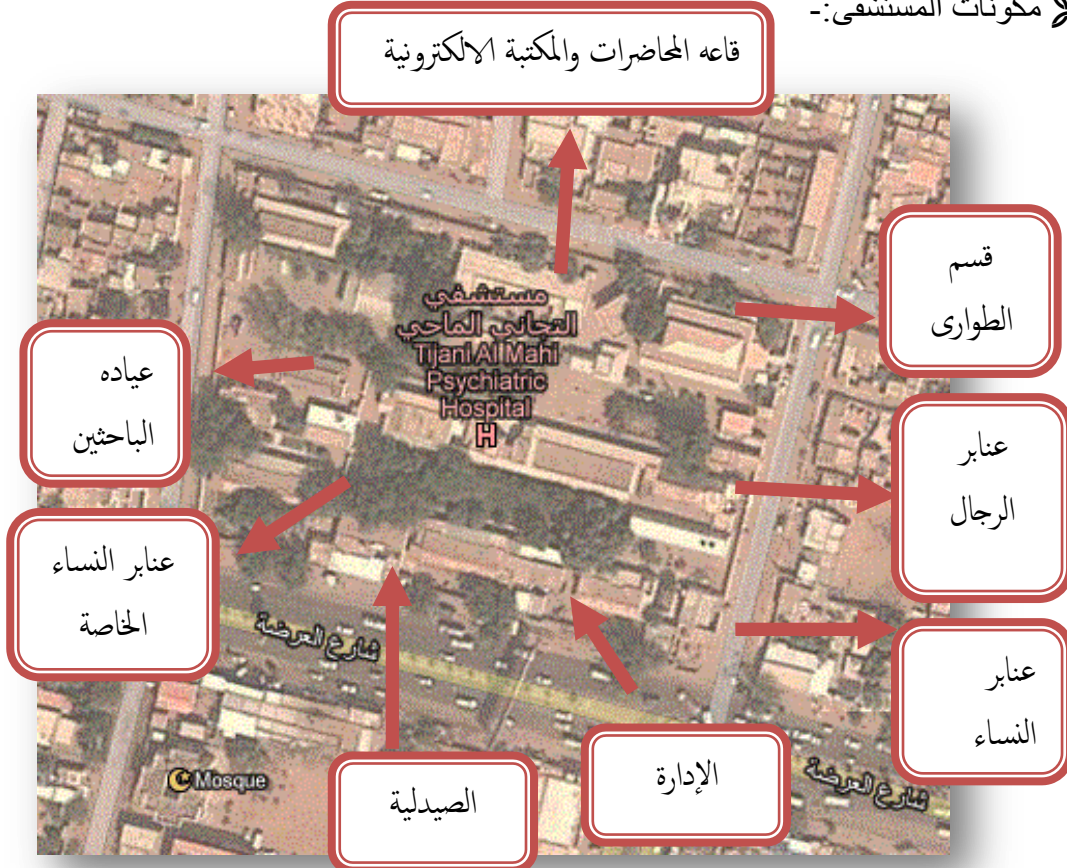 مكونات المستشفى:-
قاعه المحاضرات والمكتبة الالكترونية
قسم
الطوارى
مستشفي
التجاني الماحي
Tijani Al Mahi
Psychiatric
Hospital
H
عياده
الباحثين
عنابر
الرجال
عنابر النساء
الخاصة
شارع العرضة
عنابر
النساء
الإدارة
شارع العرضة
Mosque
الصيدلية